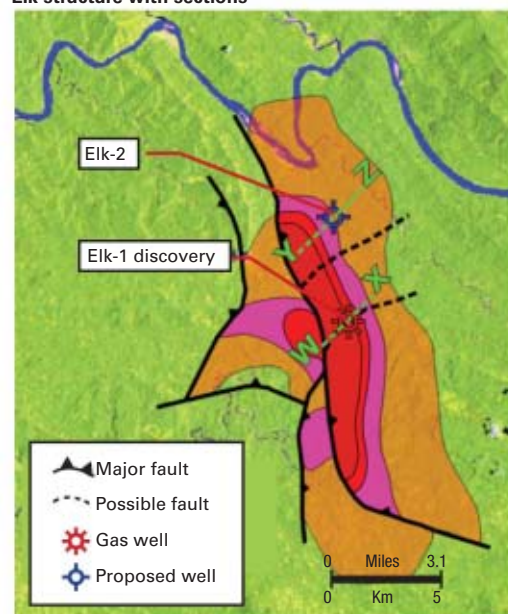 Elk structure with sections
Elk-2
Z
Y
Elk-1 discovery
X
W
Major fault
Possible fault
Gas well
Proposed well
0 Miles 3.1
0 Km 5